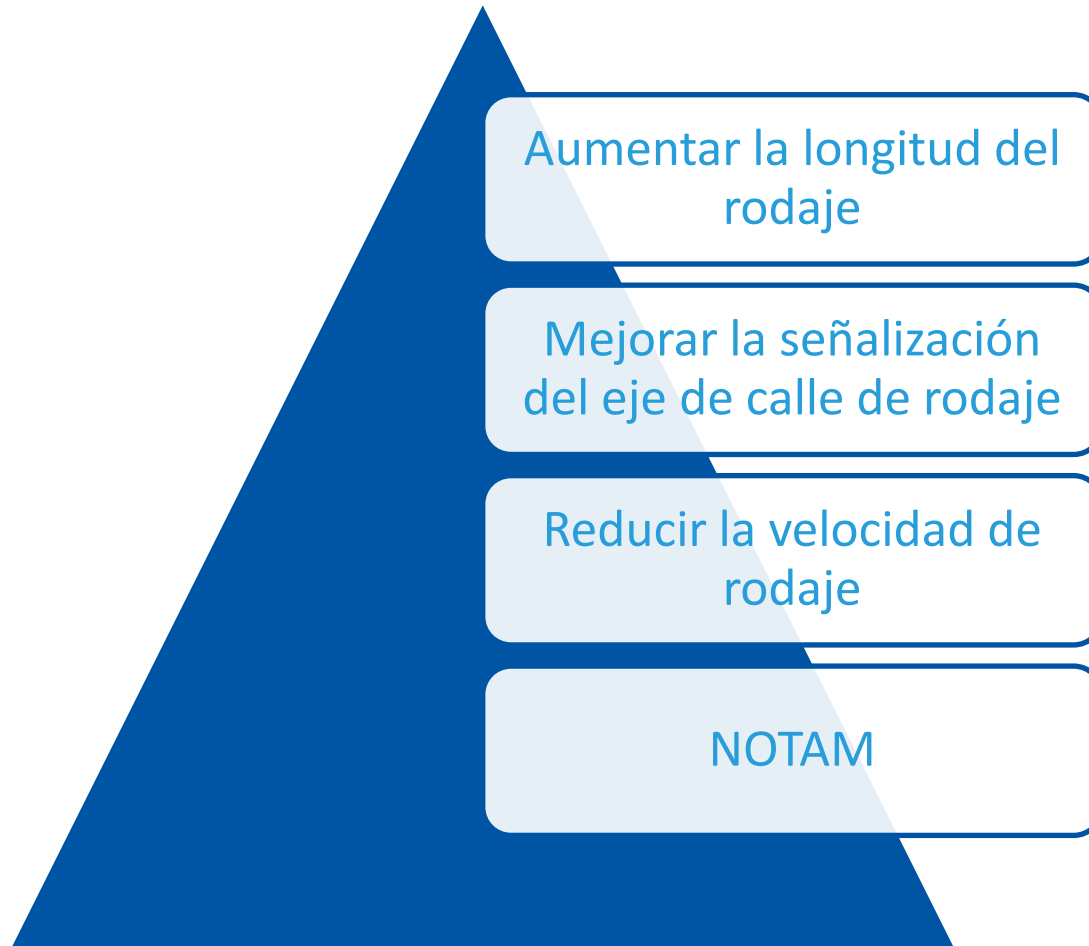 Aumentar la longitud del
rodaje
Mejorar la señalización
del eje de calle de rodaje
Reducir la velocidad de
rodaje
NOTAM